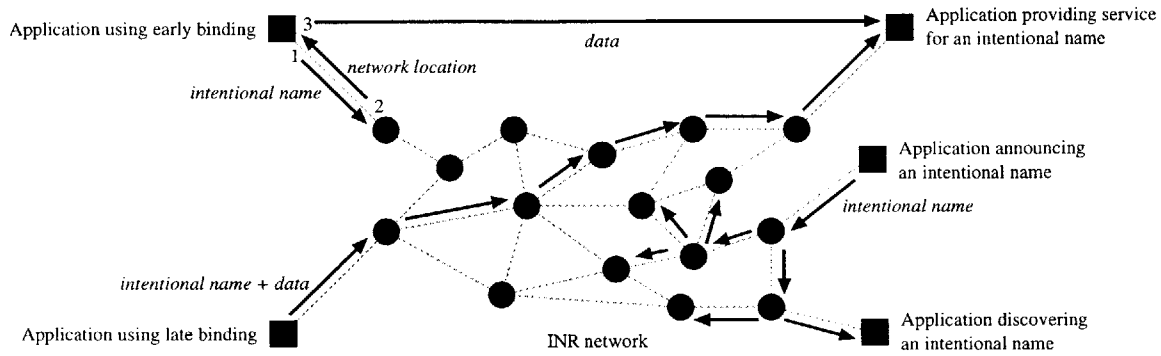 Application using early binding
3
data
Application providing service
for an intentional name
1
network location
intentional name
2
Application announcing
an intentional name
intentional name
intentional name + data
Application using late binding
INR network
Application discovering
an intentional name